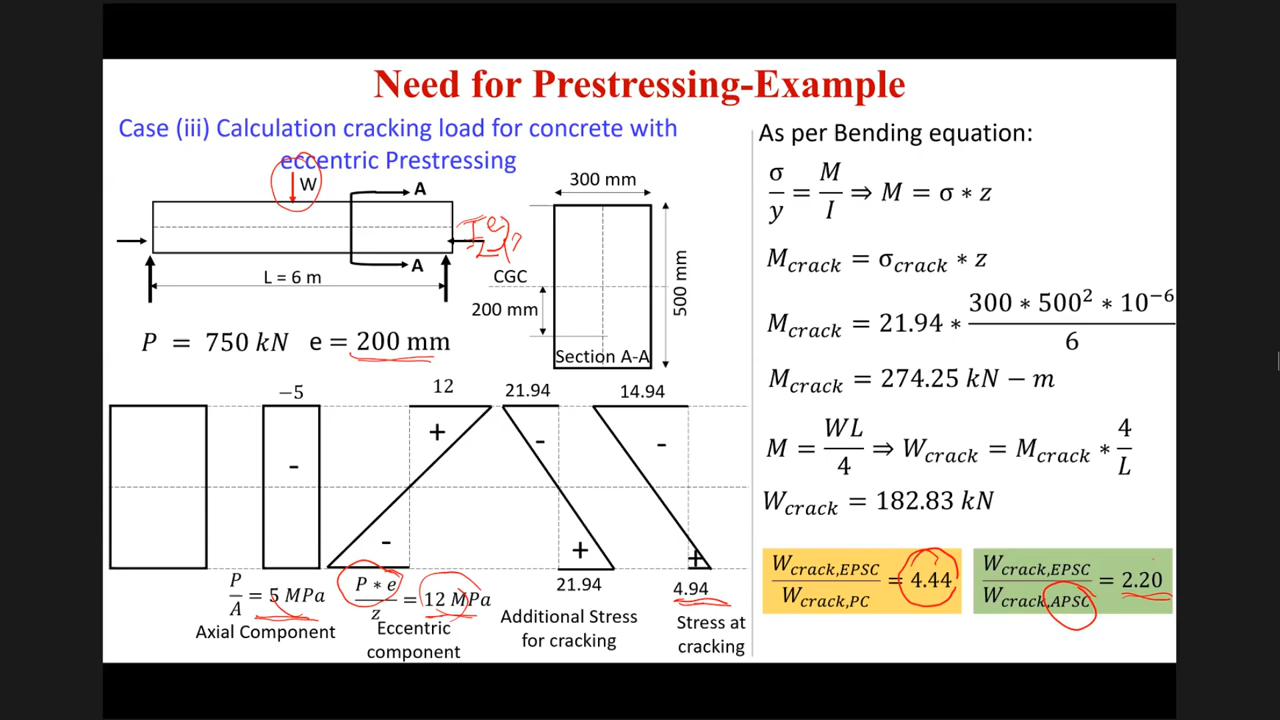 Need for Prestressing-Example
Case (iii) Calculation cracking load for concrete with
eccentric Prestressing
W
A
A
L = 6 m
P = 750 kN e = 200 mm
300 mm
500 mm
CGC
200 mm
Section A-A
−5
12
21.94
14.94
-
+
-
-
+
-
+
21.94
4.94
P/A = 5 MPa
Axial Component
P ∗ e/z = 12 MPa
Eccentric
component
Additional Stress
for cracking
Stress at
cracking
As per Bending equation:
σ/y = M/I ⇒ M = σ ∗ z
M_crack = σ_crack ∗ z
M_crack = 21.94 ∗ (300 ∗ 500² ∗ 10⁻⁶)/6
M_crack = 274.25 kN − m
M = WL/4 ⇒ W_crack = M_crack ∗ 4/L
W_crack = 182.83 kN
W_crack,EPSC/W_crack,PC = 4.44
W_crack,EPSC/W_crack,APSC = 2.20